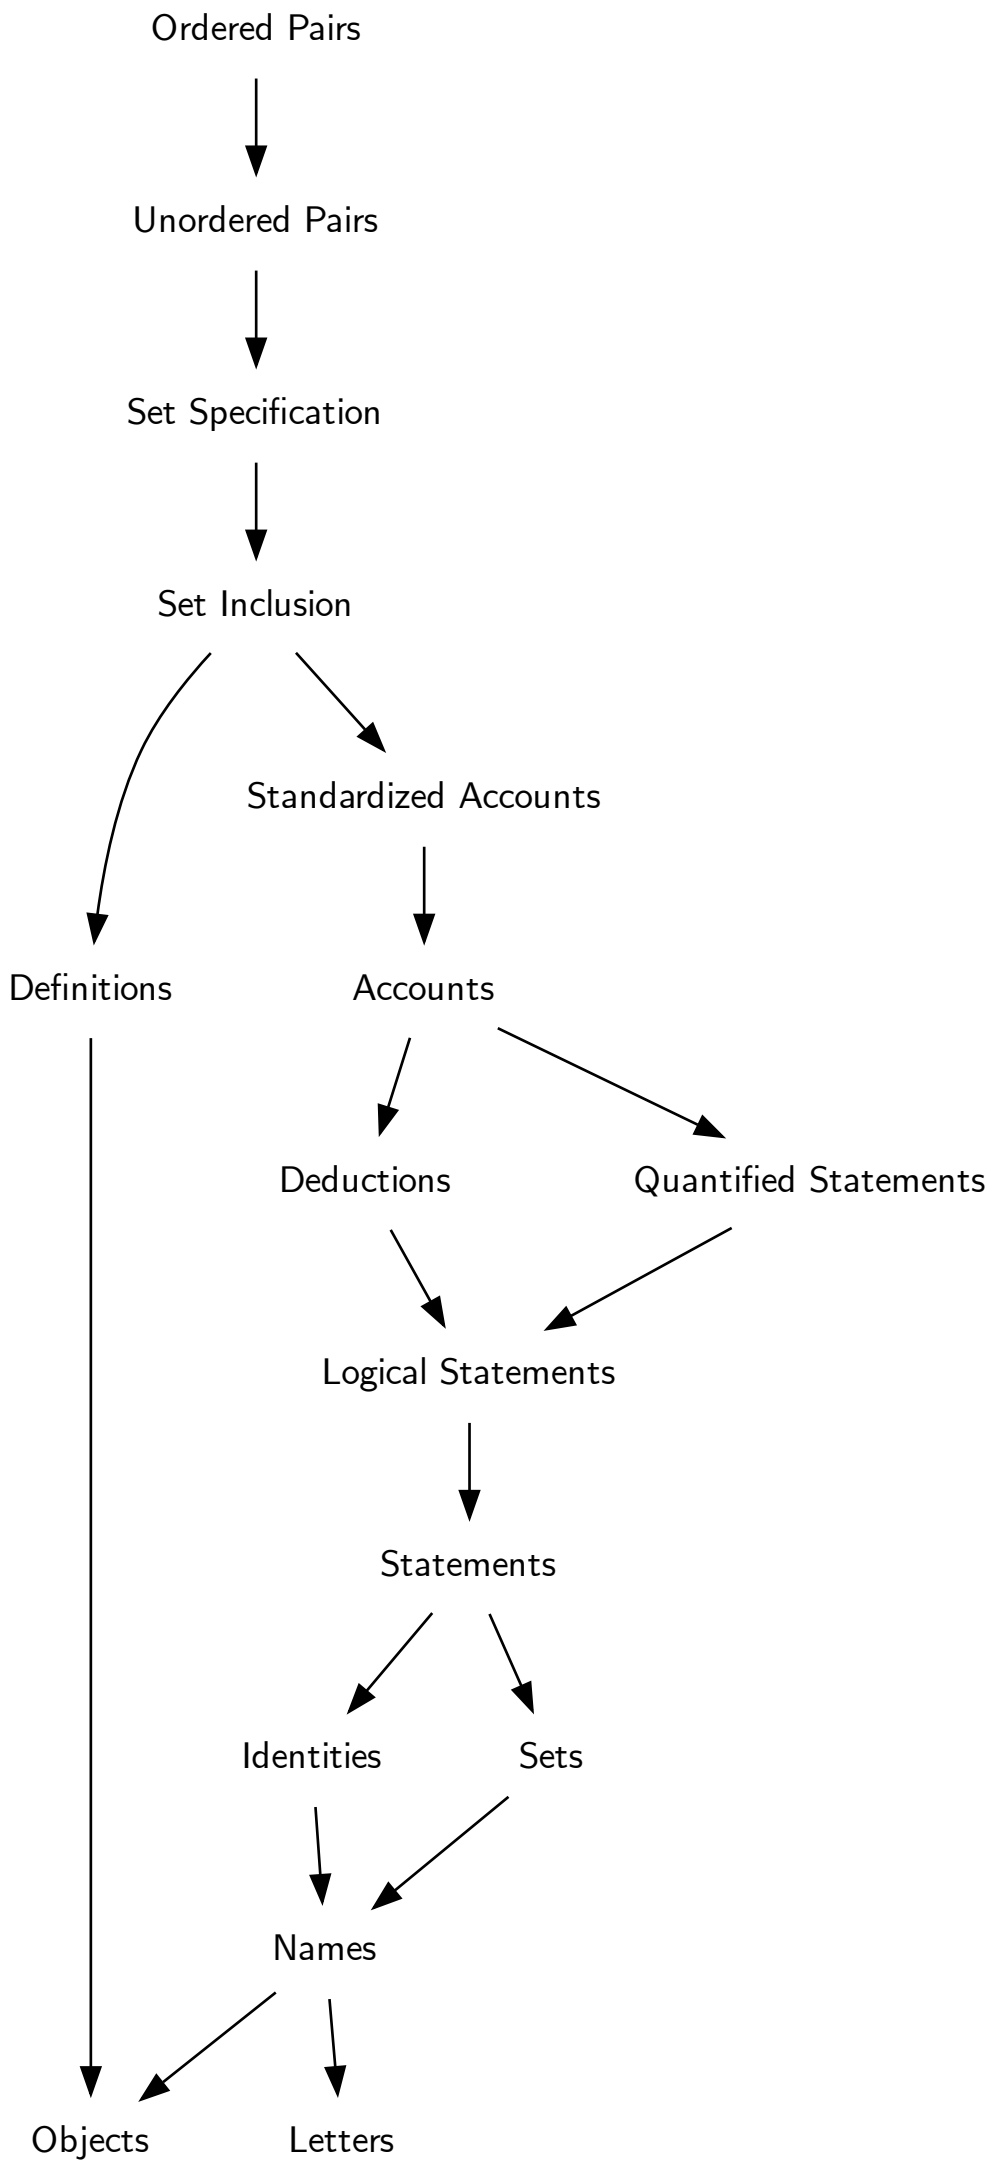 Ordered Pairs
Unordered Pairs
Set Specification
Set Inclusion
Standardized Accounts
Definitions
Accounts
Deductions
Quantified Statements
Logical Statements
Statements
Identities
Sets
Names
Objects
Letters